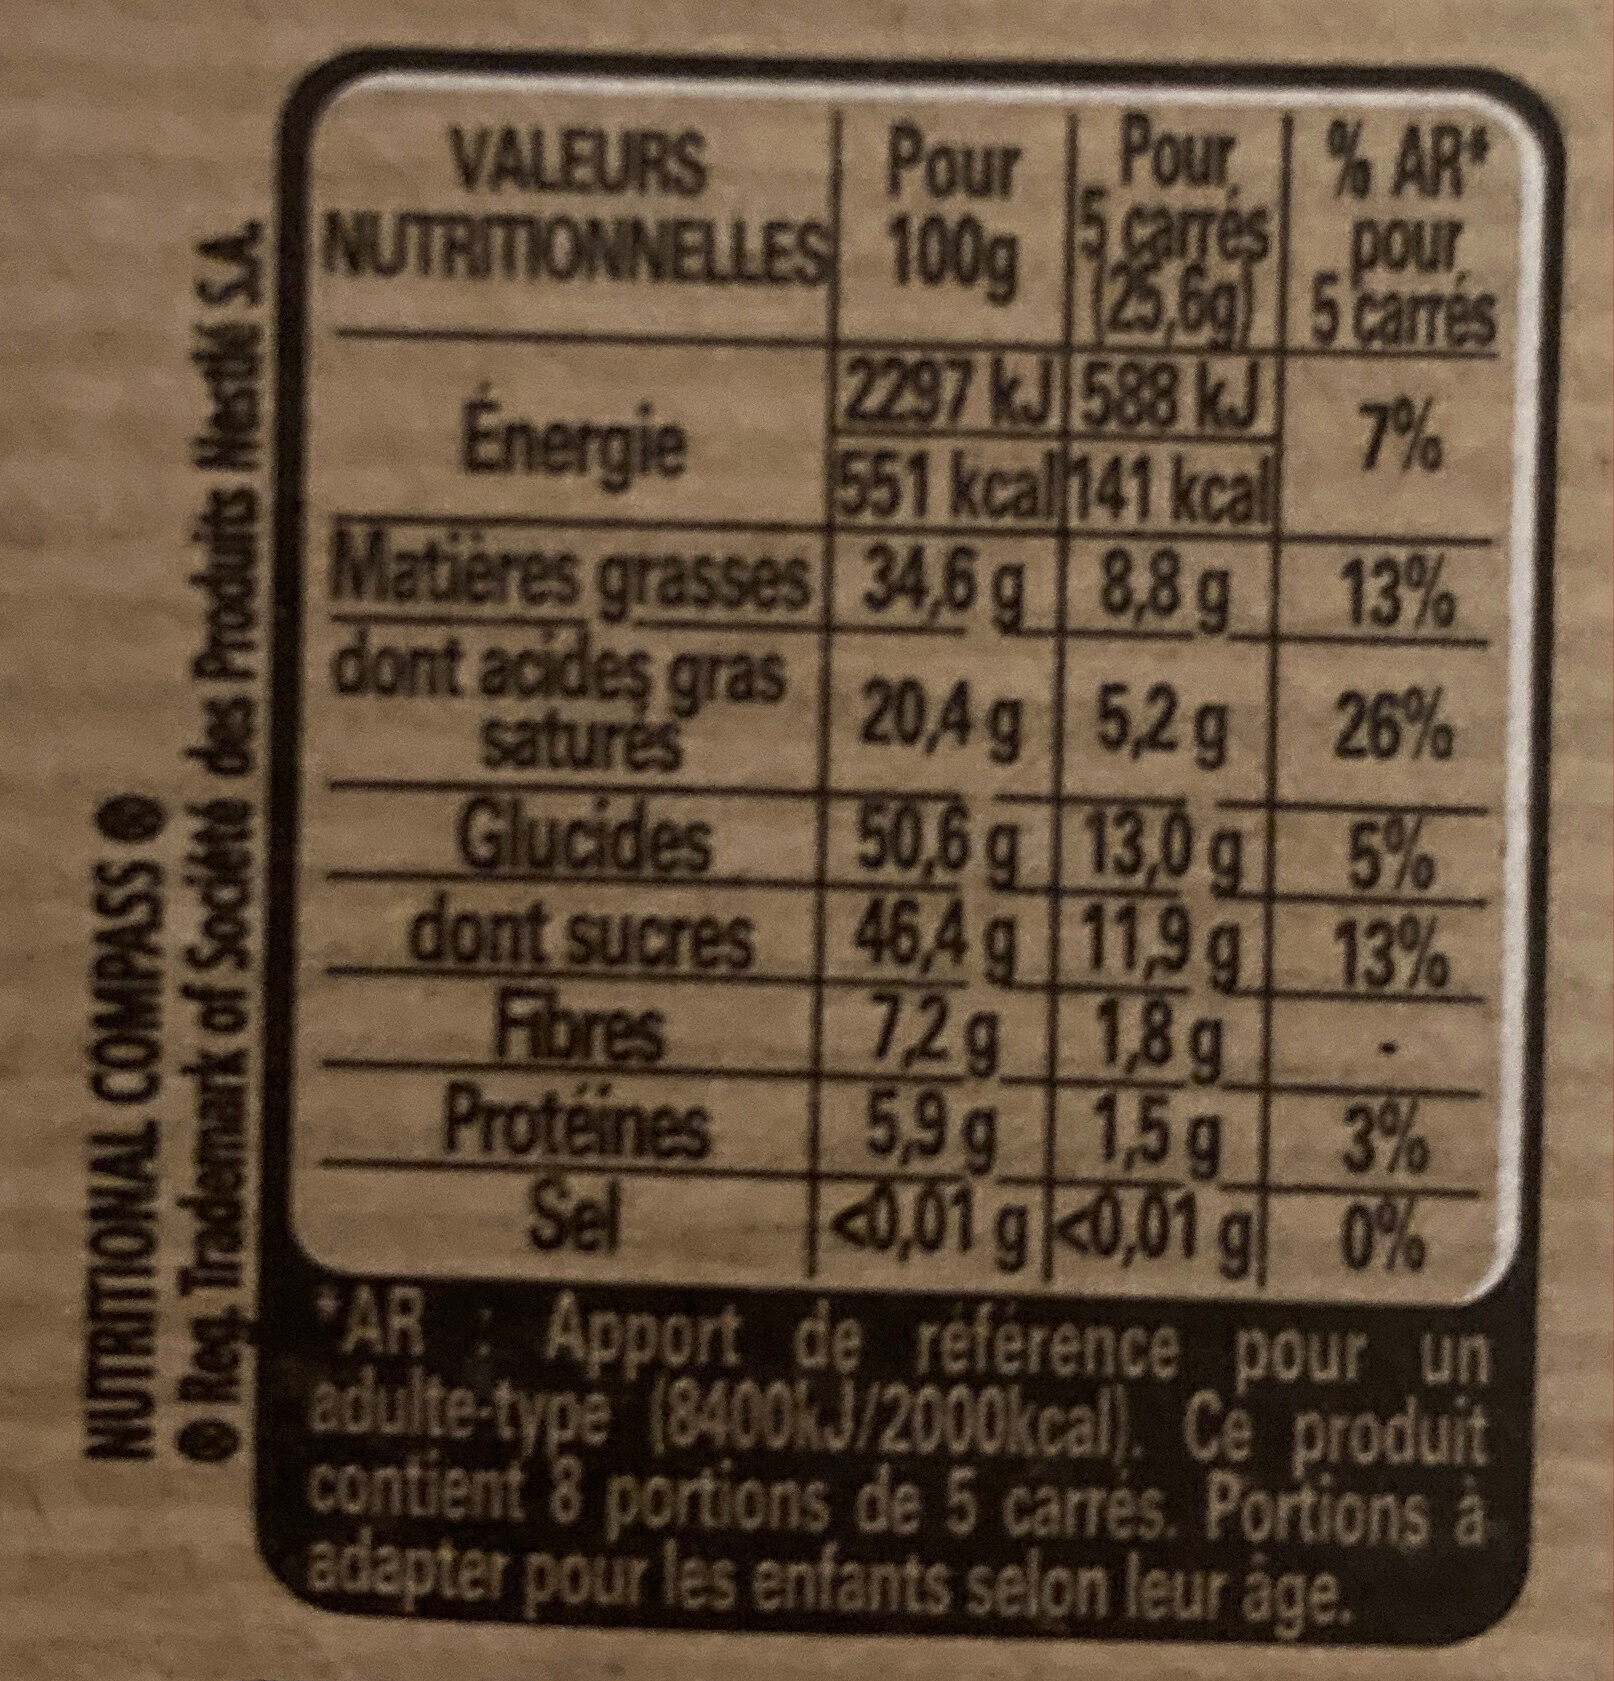 NUTRITIONAL COMPASS ®
® Reg. Trademark of Société des Produits Nestlé S.A.
VALEURS NUTRITIONNELLES | Pour 100g | Pour 5 carrés (25,6g) | % AR* pour 5 carrés
Énergie | 2297 kJ | 588 kJ | 7%
551 kcal | 141 kcal
Matières grasses | 34,6 g | 8,8 g | 13%
dont acides gras saturés | 20,4 g | 5,2 g | 26%
Glucides | 50,6 g | 13,0 g | 5%
dont sucres | 46,4 g | 11,9 g | 13%
Fibres | 7,2 g | 1,8 g | -
Protéines | 5,9 g | 1,5 g | 3%
Sel | <0,01 g | <0,01 g | 0%
*AR : Apport de référence pour un
adulte-type (8400kJ/2000kcal). Ce produit
contient 8 portions de 5 carrés. Portions à
adapter pour les enfants selon leur âge.